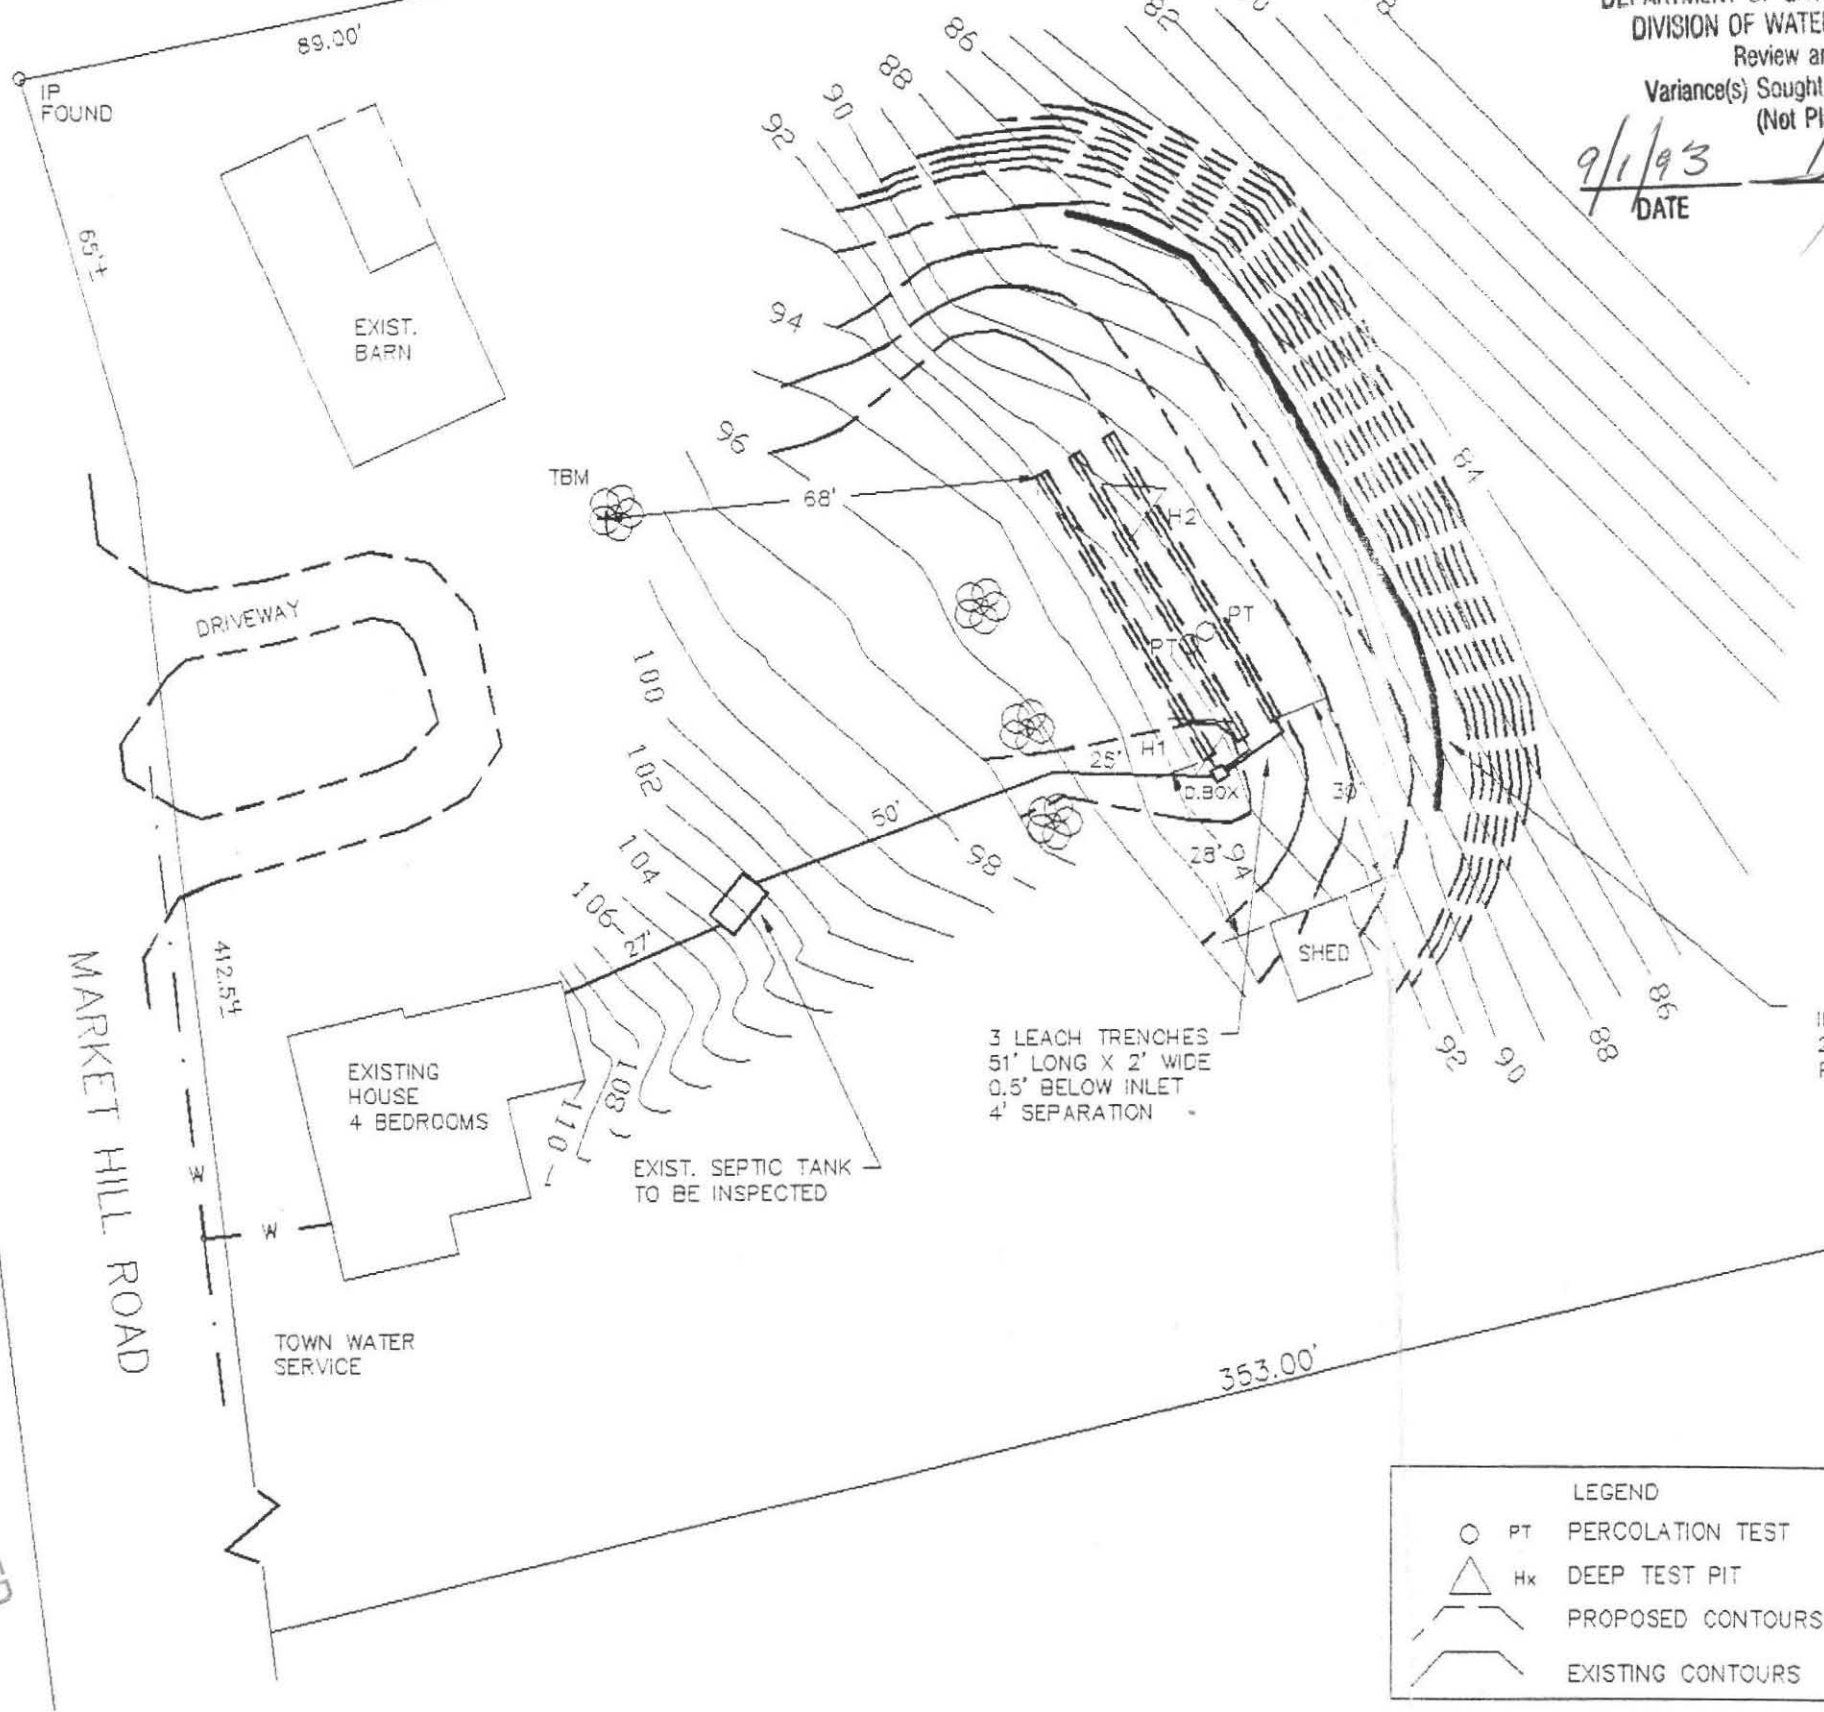 89.00'
IP
FOUND
65'±
EXIST.
BARN
92
90
88
86
82
DIVISION OF WATE
Review a
Variance(s) Sought
(Not Pl
9/1/93
DATE
94
96
TBM
68'
H2
84
PT
PT
DRIVEWAY
100
102
104
106
27'
50'
25'
H1
D.BOX
30'
98
28'
94
SHED
MARKET HILL ROAD
412.5'±
EXISTING
HOUSE
4 BEDROOMS
108
110
EXIST. SEPTIC TANK
TO BE INSPECTED
3 LEACH TRENCHES
51' LONG X 2' WIDE
0.5' BELOW INLET
4' SEPARATION
92
90
88
86
W
W
TOWN WATER
SERVICE
353.00'
LEGEND
PT PERCOLATION TEST
Hx DEEP TEST PIT
PROPOSED CONTOURS
EXISTING CONTOURS